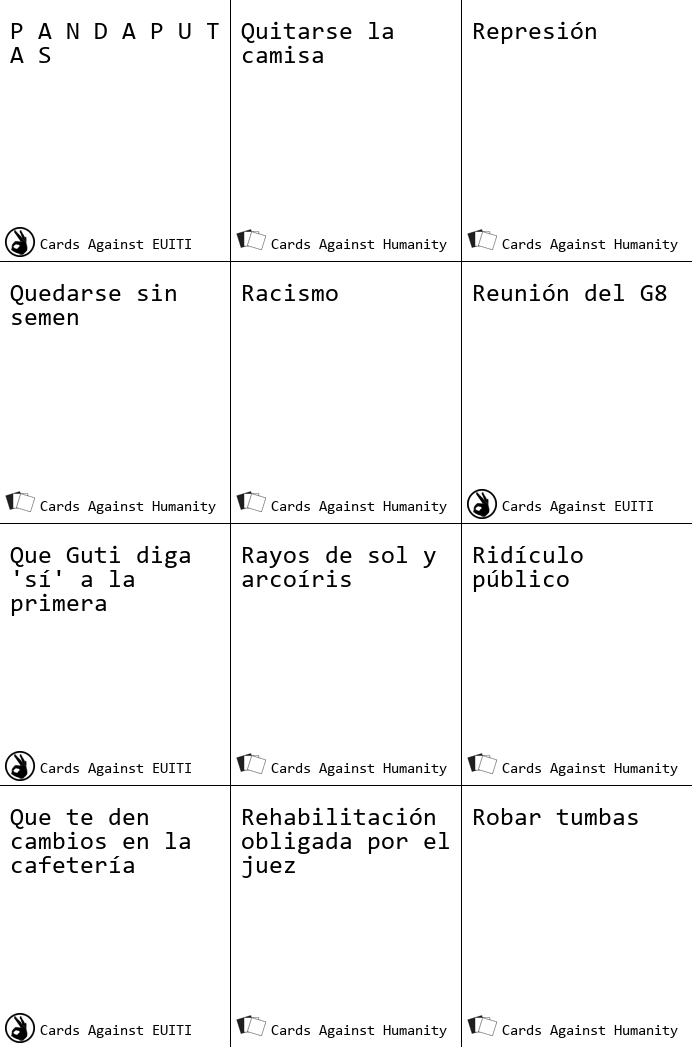 P A N D A P U T
A S
Cards Against EUITI
Quitarse la
camisa
Cards Against Humanity
Represión
Cards Against Humanity
Quedarse sin
semen
Cards Against Humanity
Racismo
Cards Against Humanity
Reunión del G8
Cards Against EUITI
Que Guti diga
'sí' a la
primera
Cards Against EUITI
Rayos de sol y
arcoíris
Cards Against Humanity
Ridículo
público
Cards Against Humanity
Que te den
cambios en la
cafetería
Cards Against EUITI
Rehabilitación
obligada por el
juez
Cards Against Humanity
Robar tumbas
Cards Against Humanity